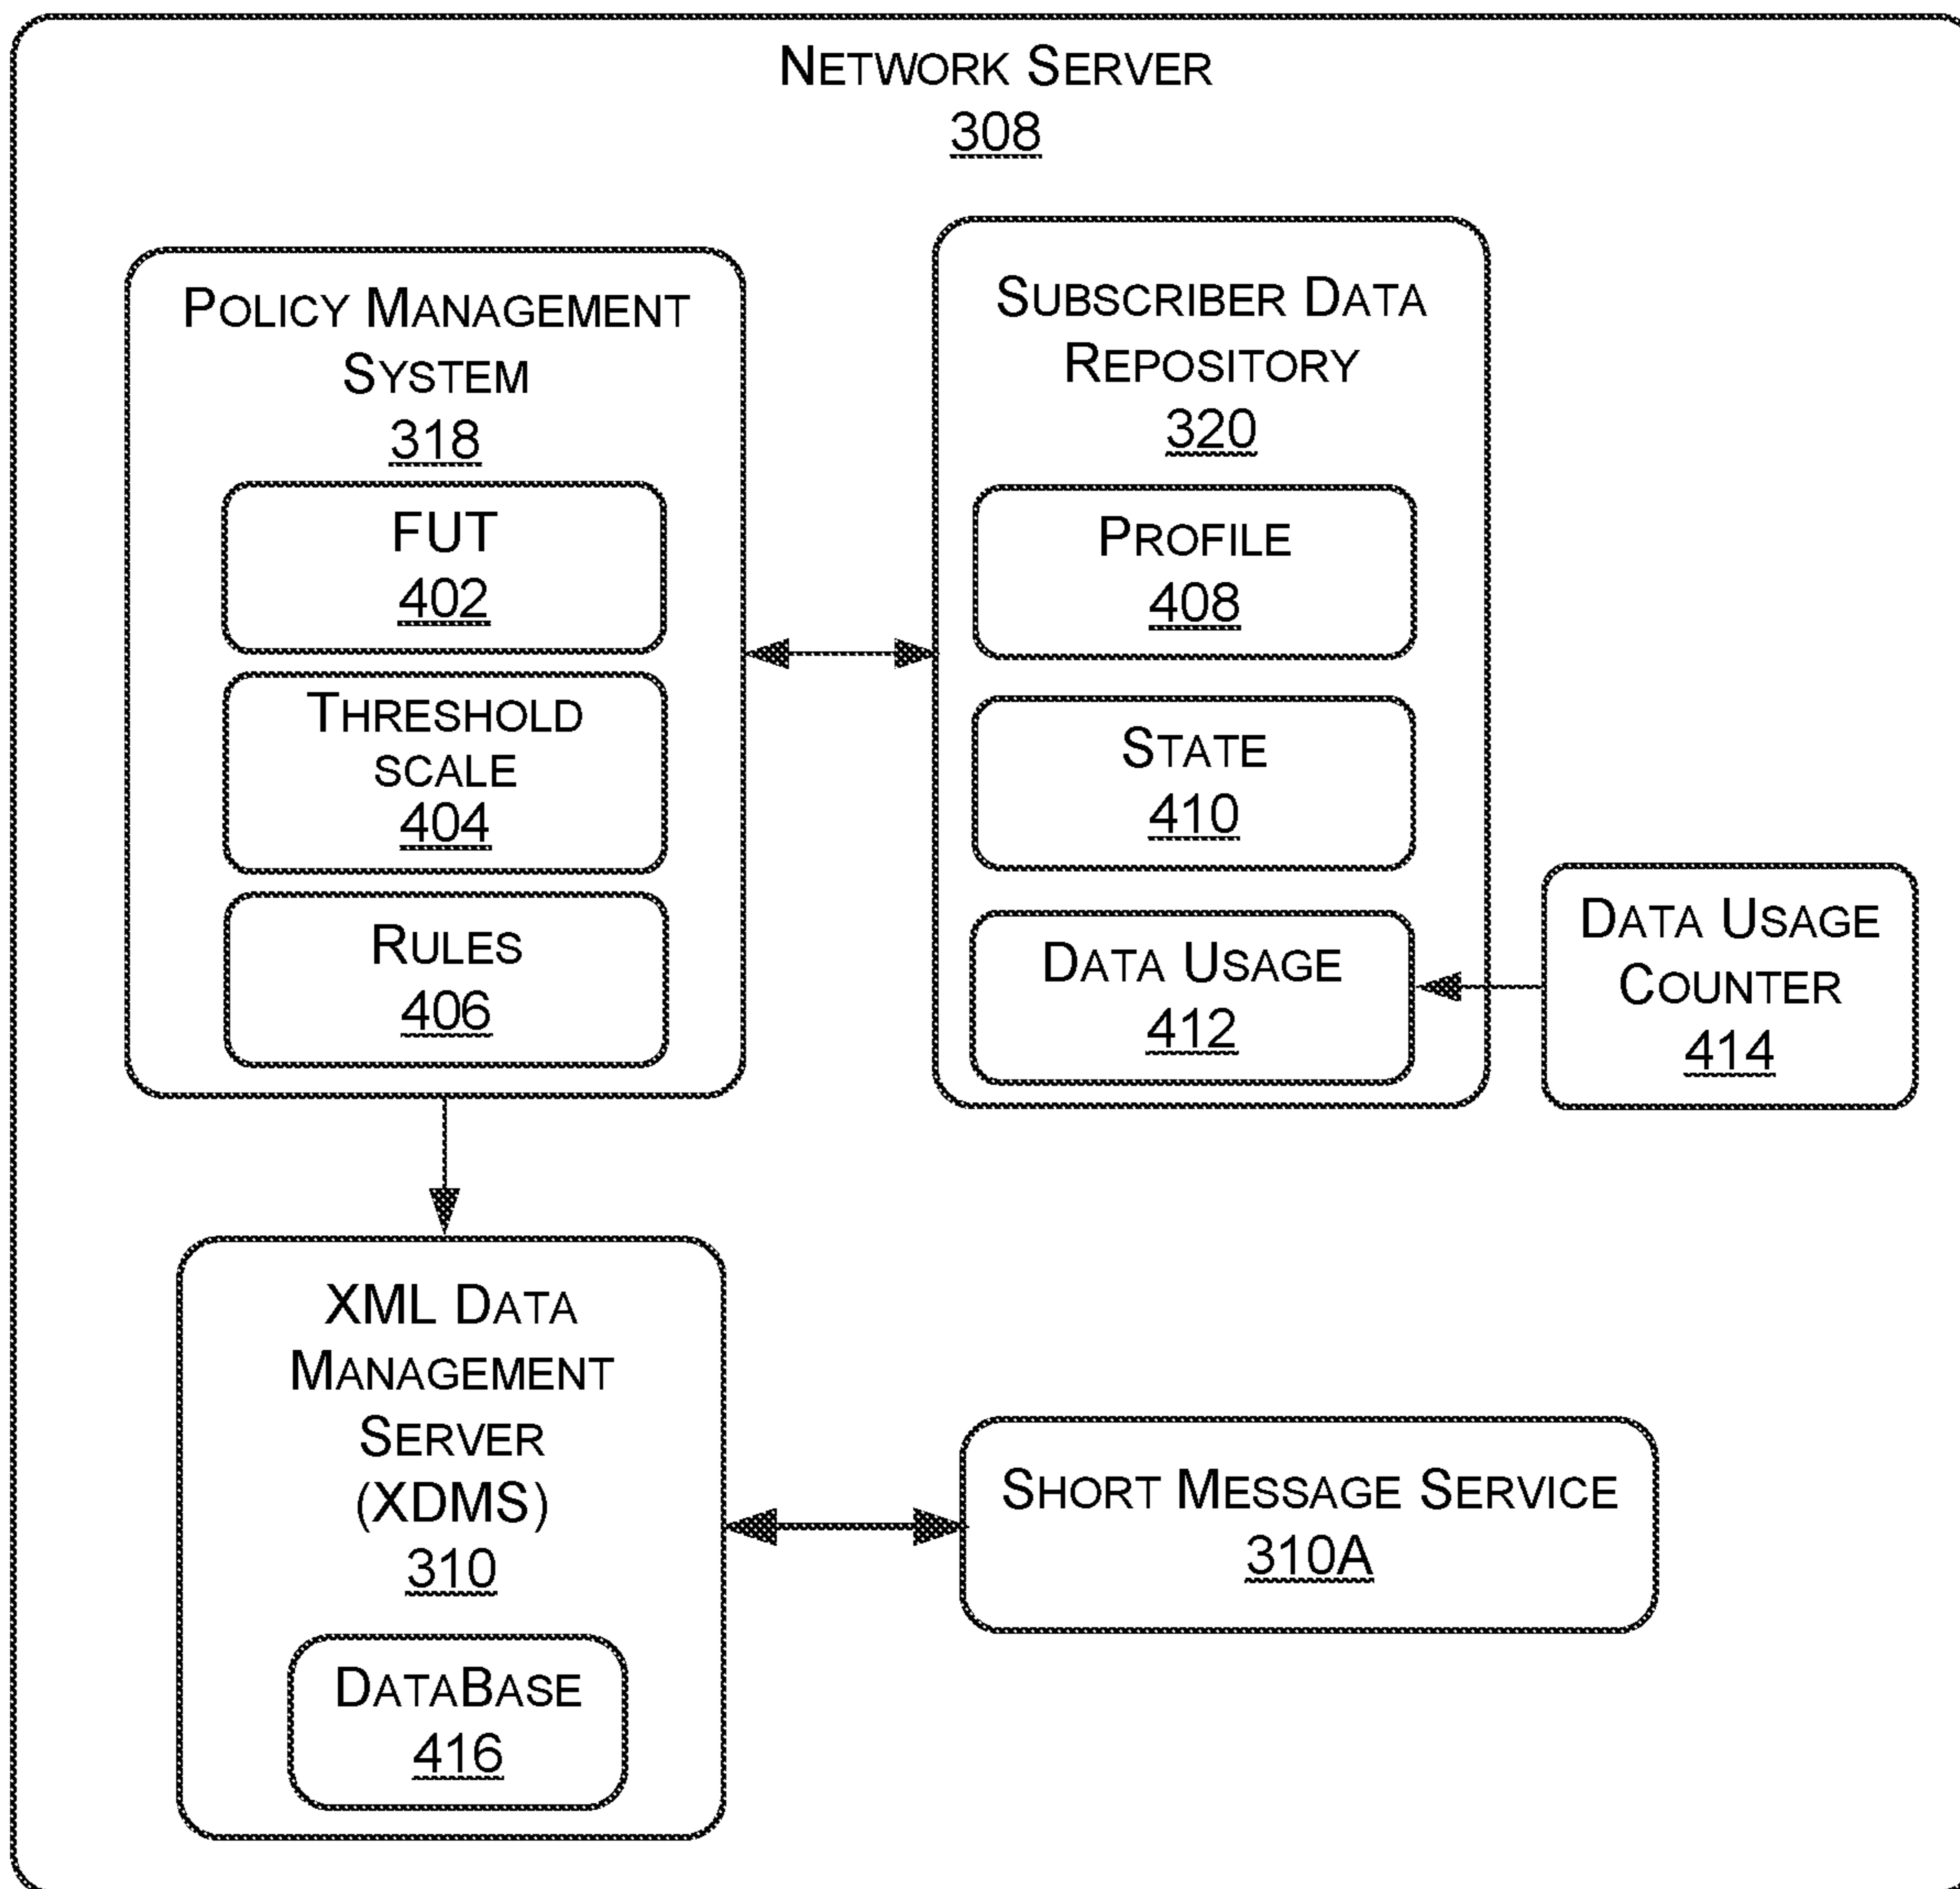 NETWORK SERVER
308
POLICY MANAGEMENT
SYSTEM
318
FUT
402
THRESHOLD
SCALE
404
RULES
406
SUBSCRIBER DATA
REPOSITORY
320
PROFILE
408
STATE
410
DATA USAGE
412
DATA USAGE
COUNTER
414
XML DATA
MANAGEMENT
SERVER
(XDMS)
310
DATABASE
416
SHORT MESSAGE SERVICE
310A